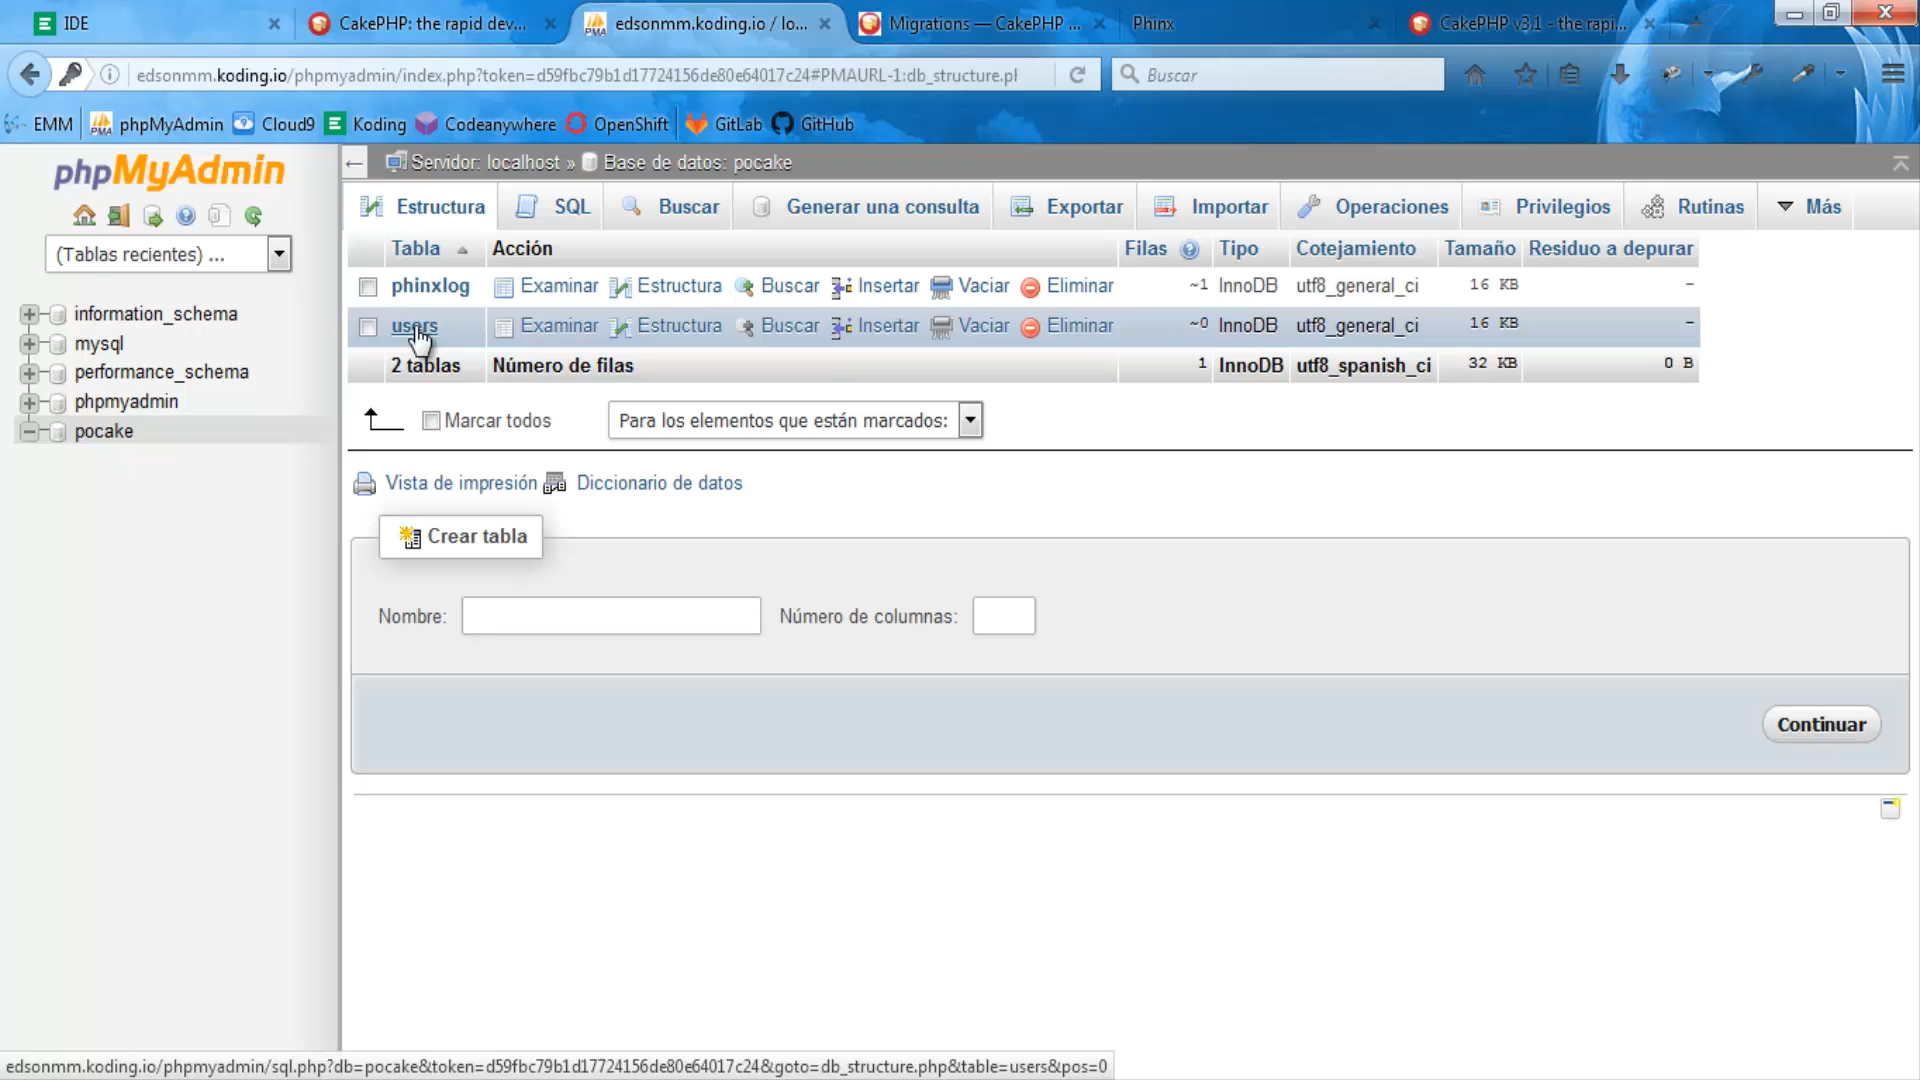 IDE
CakePHP: the rapid dev...
edsonmm.koding.io / lo...
Migrations — CakePHP ...
Phinx
CakePHP v3.1 - the rapi...
edsonmm.koding.io/phpmyadmin/index.php?token=d59fbc79b1d17724156de80e64017c24#PMAURL-1:db_structure.pl
Buscar
EMM
phpMyAdmin
Cloud9
Koding
Codeanywhere
OpenShift
GitLab
GitHub
phpMyAdmin
(Tablas recientes) ...
information_schema
mysql
performance_schema
phpmyadmin
pocake
Servidor: localhost » Base de datos: pocake
Estructura
SQL
Buscar
Generar una consulta
Exportar
Importar
Operaciones
Privilegios
Rutinas
Más
Tabla Acción Filas Tipo Cotejamiento Tamaño Residuo a depurar
phinxlog Examinar Estructura Buscar Insertar Vaciar Eliminar ~1 InnoDB utf8_general_ci 16 KB –
users Examinar Estructura Buscar Insertar Vaciar Eliminar ~0 InnoDB utf8_general_ci 16 KB –
2 tablas Número de filas 1 InnoDB utf8_spanish_ci 32 KB 0 B
Marcar todos
Para los elementos que están marcados:
Vista de impresión
Diccionario de datos
Crear tabla
Nombre:
Número de columnas:
Continuar
edsonmm.koding.io/phpmyadmin/sql.php?db=pocake&token=d59fbc79b1d17724156de80e64017c24&goto=db_structure.php&table=users&pos=0